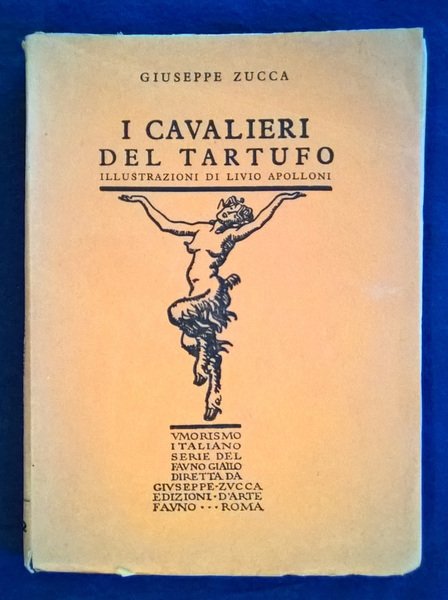 GIUSEPPE ZUCCA
I CAVALIERI
DEL TARTUFO
ILLUSTRAZIONI DI LIVIO APOLLONI
VMORISMO
ITALIANO
SERIE DEL
FAVNO GIALLO
DIRETTA DA
GIVSEPPE·ZVCCA
EDIZIONI·D'ARTE
FAVNO···ROMA